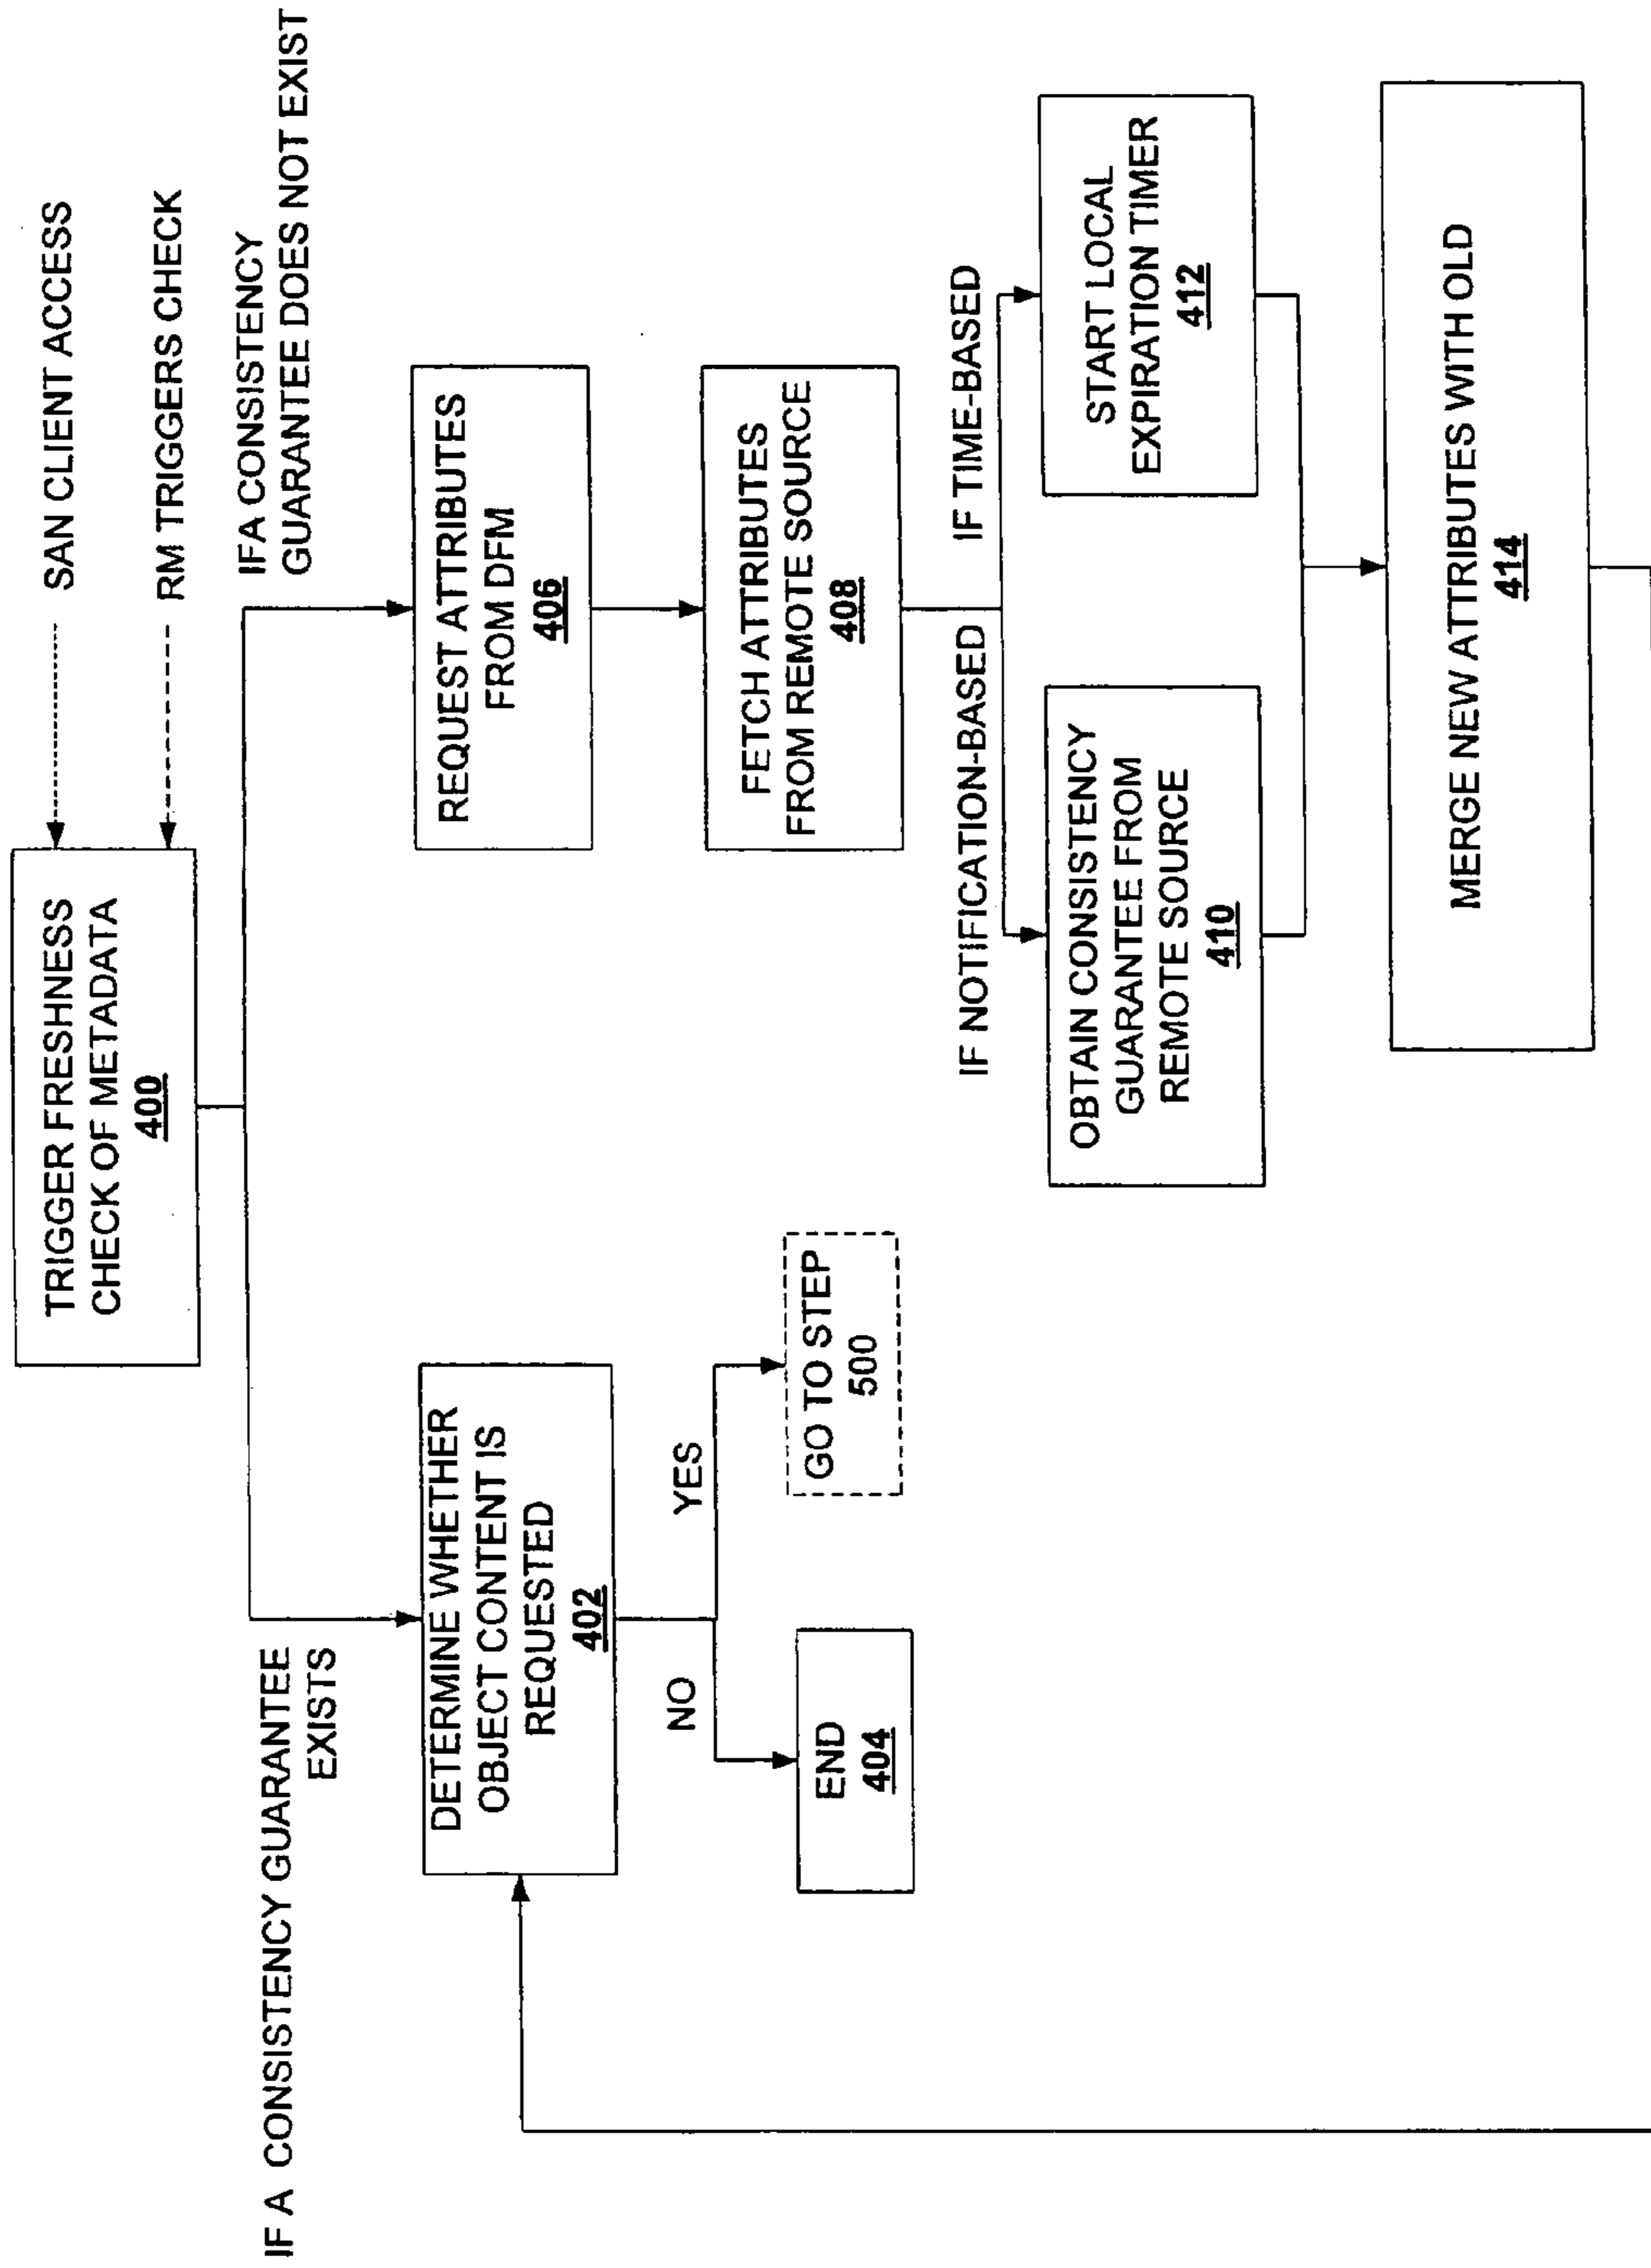 SAN CLIENT ACCESS
RM TRIGGERS CHECK
TRIGGER FRESHNESS
CHECK OF METADATA
400
IF A CONSISTENCY GUARANTEE
EXISTS
IFA CONSISTENCY
GUARANTEE DOES NOT EXIST
DETERMINE WHETHER
OBJECT CONTENT IS
REQUESTED
402
NO
YES
END
404
GO TO STEP
500
REQUEST ATTRIBUTES
FROM DFM
406
FETCH ATTRIBUTES
FROM REMOTE SOURCE
408
IF NOTIFICATION-BASED
IF TIME-BASED
OBTAIN CONSISTENCY
GUARANTEE FROM
REMOTE SOURCE
410
START LOCAL
EXPIRATION TIMER
412
MERGE NEW ATTRIBUTES WITH OLD
414